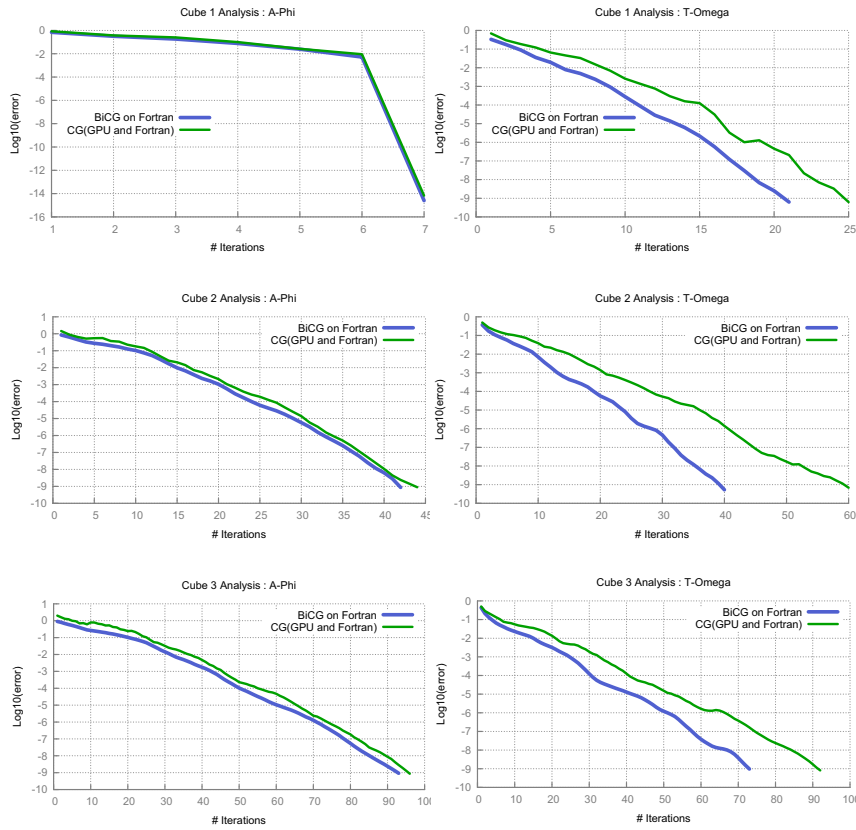 Cube 1 Analysis : A-Phi
0
-2
-4
-6
-8
-10
-12
-14
-16
Log10(error)
BiCG on Fortran
CG(GPU and Fortran)
1 2 3 4 5 6 7
# Iterations
Cube 1 Analysis : T-Omega
0
-1
-2
-3
-4
-5
-6
-7
-8
-9
-10
Log10(error)
BiCG on Fortran
CG(GPU and Fortran)
0 5 10 15 20 25
# Iterations
Cube 2 Analysis : A-Phi
1
0
-1
-2
-3
-4
-5
-6
-7
-8
-9
-10
Log10(error)
BiCG on Fortran
CG(GPU and Fortran)
0 5 10 15 20 25 30 35 40 45
# Iterations
Cube 2 Analysis : T-Omega
0
-1
-2
-3
-4
-5
-6
-7
-8
-9
-10
Log10(error)
BiCG on Fortran
CG(GPU and Fortran)
0 10 20 30 40 50 60
# Iterations
Cube 3 Analysis : A-Phi
1
0
-1
-2
-3
-4
-5
-6
-7
-8
-9
-10
Log10(error)
BiCG on Fortran
CG(GPU and Fortran)
0 10 20 30 40 50 60 70 80 90 100
# Iterations
Cube 3 Analysis : T-Omega
0
-1
-2
-3
-4
-5
-6
-7
-8
-9
-10
Log10(error)
BiCG on Fortran
CG(GPU and Fortran)
0 10 20 30 40 50 60 70 80 90 100
# Iterations